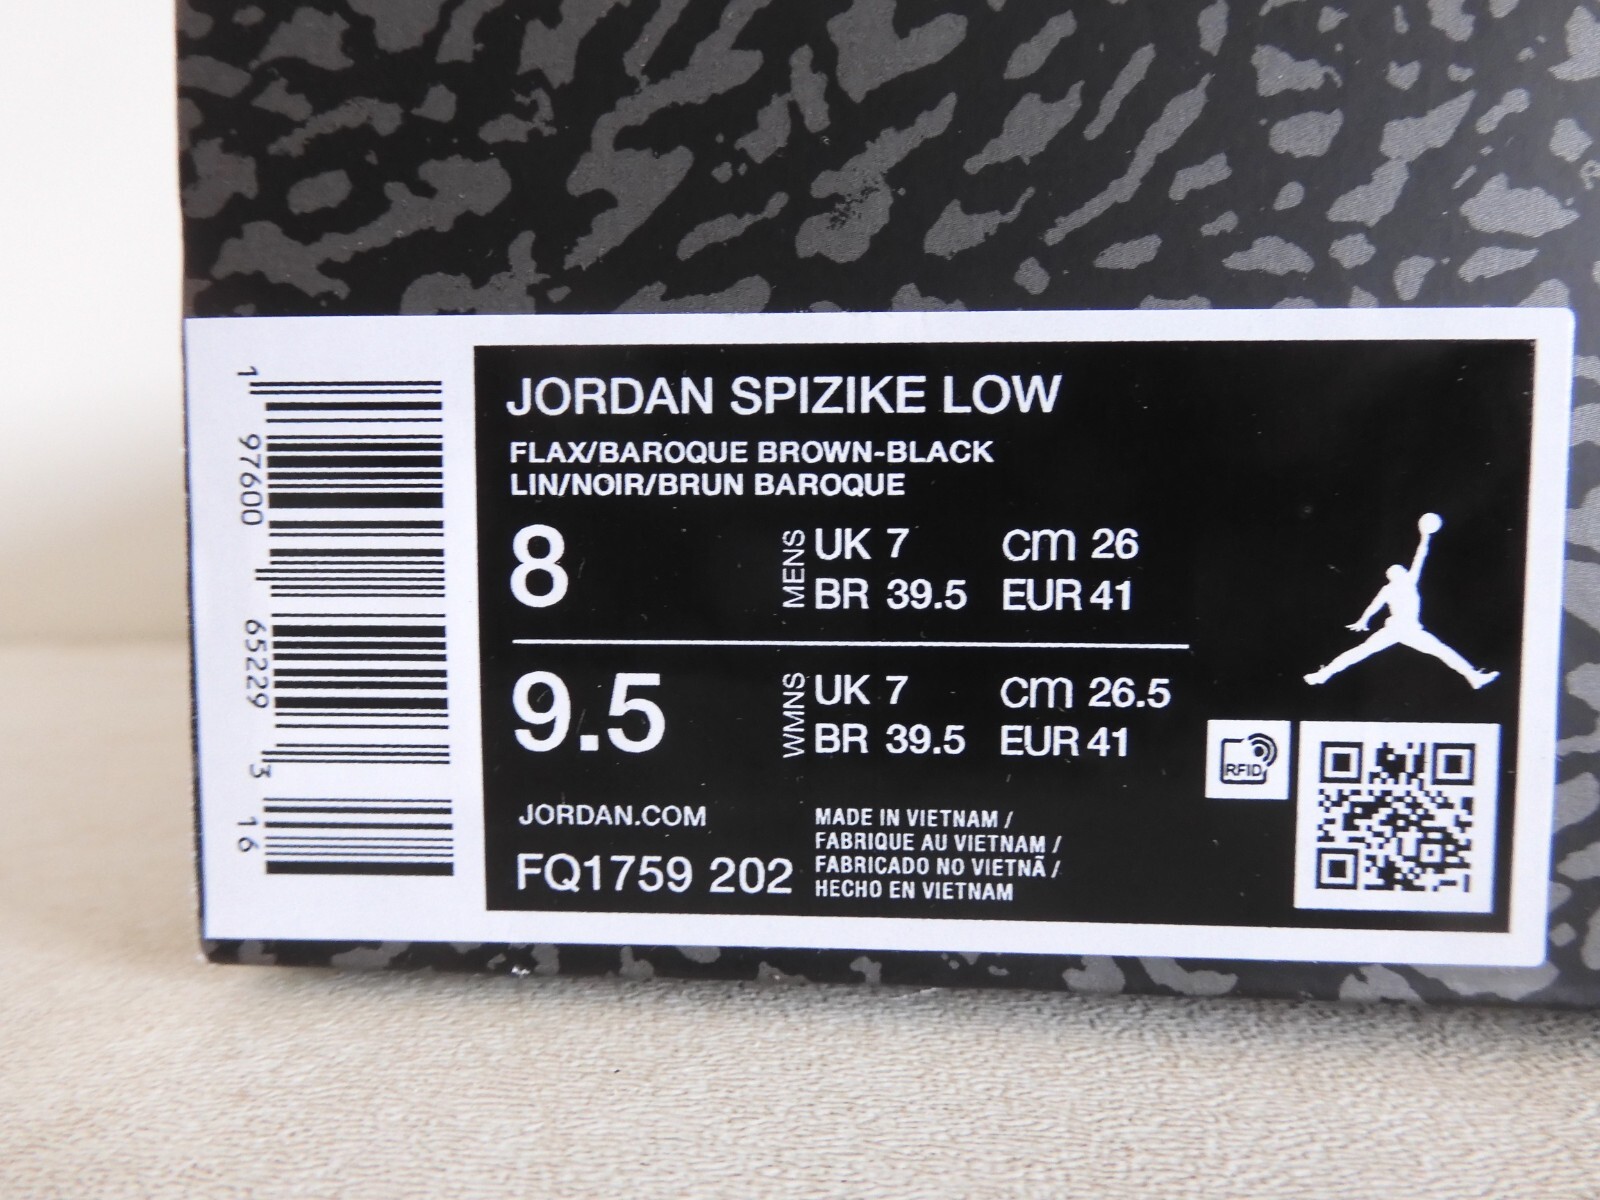 1 97600 65229 3 16
JORDAN SPIZIKE LOW
FLAX/BAROQUE BROWN-BLACK
LIN/NOIR/BRUN BAROQUE
8 MENS UK 7 cm 26
BR 39.5 EUR 41
9.5 WMNS UK 7 cm 26.5
BR 39.5 EUR 41
RFID
JORDAN.COM
FQ1759 202
MADE IN VIETNAM /
FABRIQUE AU VIETNAM /
FABRICADO NO VIETNÃ /
HECHO EN VIETNAM